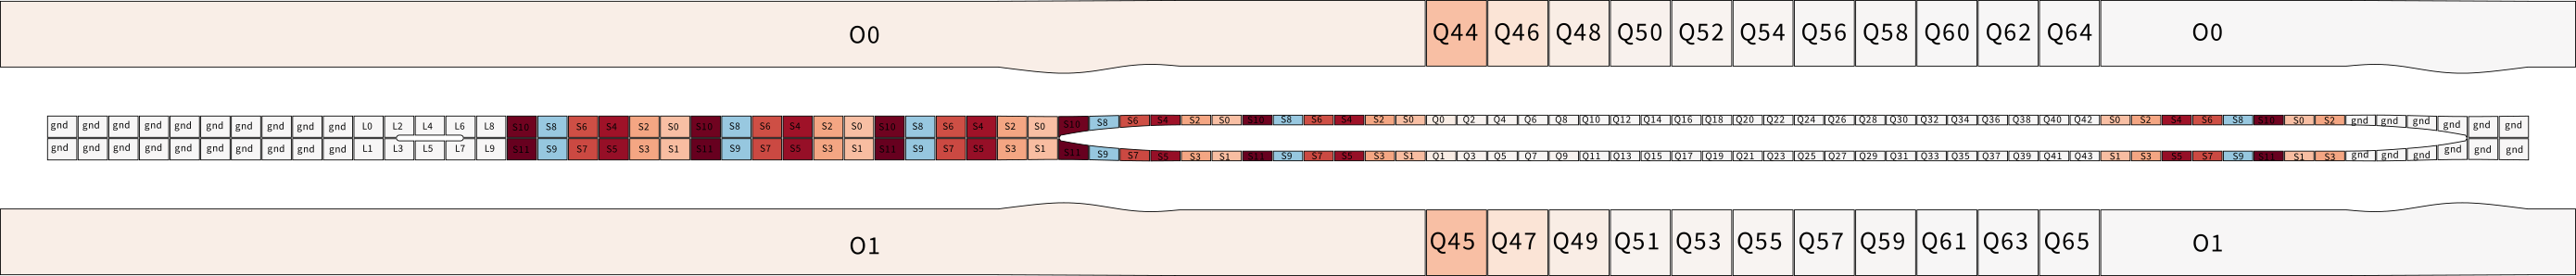 O0 Q44 Q46 Q48 Q50 Q52 Q54 Q56 Q58 Q60 Q62 Q64 O0
gnd gnd gnd gnd gnd gnd gnd gnd gnd gnd L0 L2 L4 L6 L8 S10 S8 S6 S4 S2 S0 S10 S8 S6 S4 S2 S0 S10 S8 S6 S4 S2 S0 S10 S8 S6 S4 S2 S0 S10 S8 S6 S4 S2 S0 Q0 Q2 Q4 Q6 Q8 Q10 Q12 Q14 Q16 Q18 Q20 Q22 Q24 Q26 Q28 Q30 Q32 Q34 Q36 Q38 Q40 Q42 S0 S2 S4 S6 S8 S10 S0 S2 gnd gnd gnd gnd gnd gnd
gnd gnd gnd gnd gnd gnd gnd gnd gnd gnd L1 L3 L5 L7 L9 S11 S9 S7 S5 S3 S1 S11 S9 S7 S5 S3 S1 S11 S9 S7 S5 S3 S1 S11 S9 S7 S5 S3 S1 S11 S9 S7 S5 S3 S1 Q1 Q3 Q5 Q7 Q9 Q11 Q13 Q15 Q17 Q19 Q21 Q23 Q25 Q27 Q29 Q31 Q33 Q35 Q37 Q39 Q41 Q43 S1 S3 S5 S7 S9 S11 S1 S3 gnd gnd gnd gnd gnd gnd
O1 Q45 Q47 Q49 Q51 Q53 Q55 Q57 Q59 Q61 Q63 Q65 O1